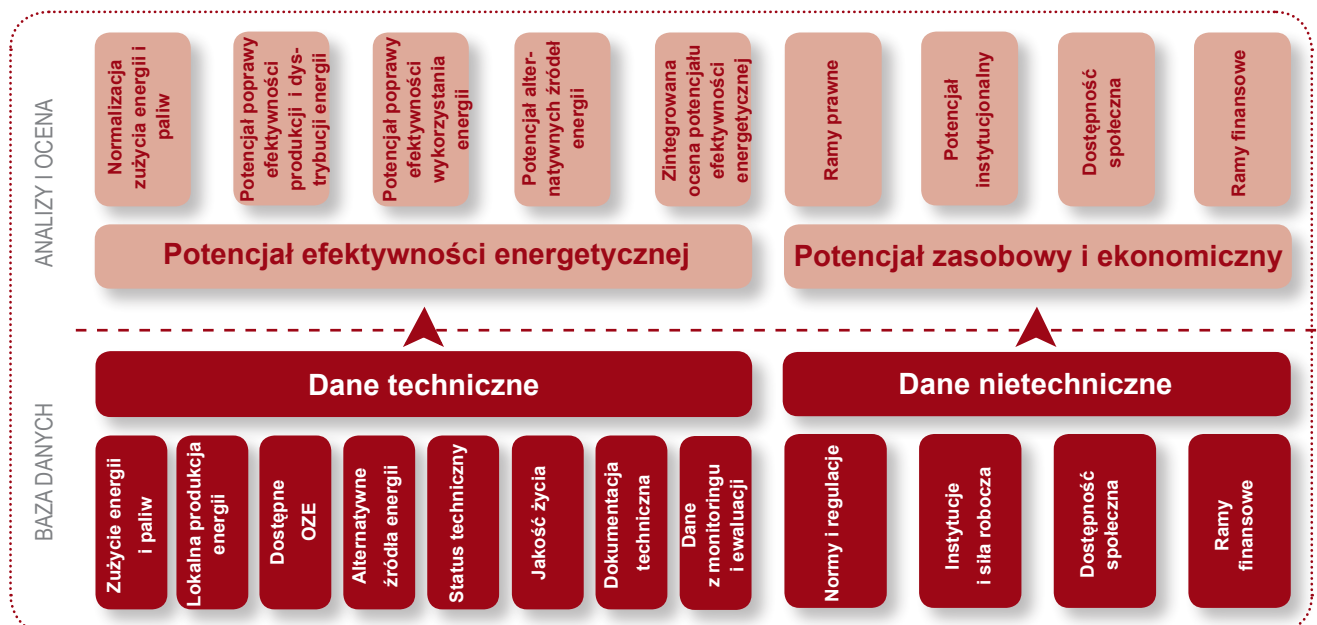 ANALIZY I OCENA
Normalizacja
zużycia energii i
paliw
Potencjał poprawy
efektywności
produkcji i dys-
trybucji energii
Potencjał poprawy
efektywności
wykorzystania
energii
Potencjał alter-
natywnych źródeł
energii
Zintegrowana
ocena potencjału
efektywności
energetycznej
Ramy prawne
Potencjał
instytucjonalny
Dostępność
społeczna
Ramy finansowe
Potencjał efektywności energetycznej
Potencjał zasobowy i ekonomiczny
BAZA DANYCH
Dane techniczne
Dane nietechniczne
Zużycie energii
i paliw
Lokalna produkcja
energii
Dostępne
OZE
Alternatywne
źródła energii
Status techniczny
Jakość życia
Dokumentacja
techniczna
Dane
z monitoringu
i ewaluacji
Normy i regulacje
Instytucje
i siła robocza
Dostępność
społeczna
Ramy
finansowe